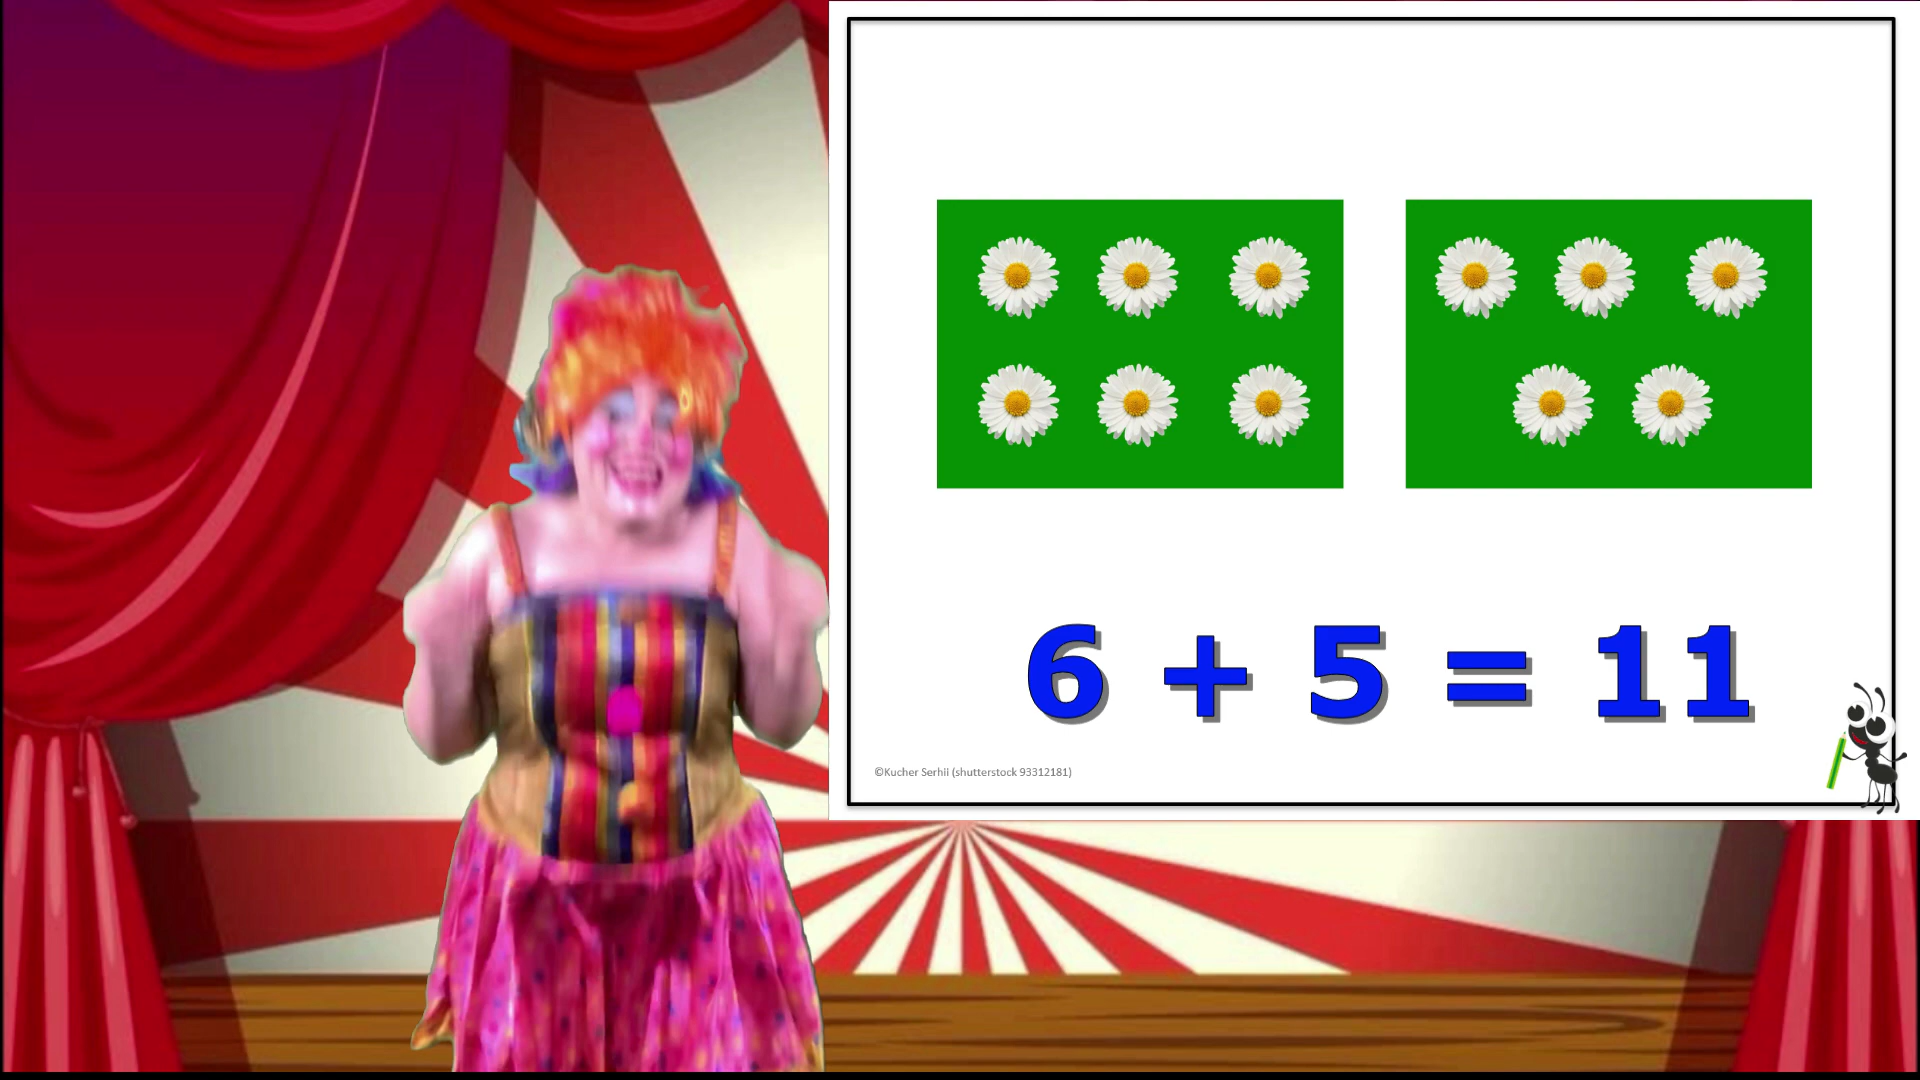 6 + 5 = 11
©Kucher Serhii (shutterstock 93312181)